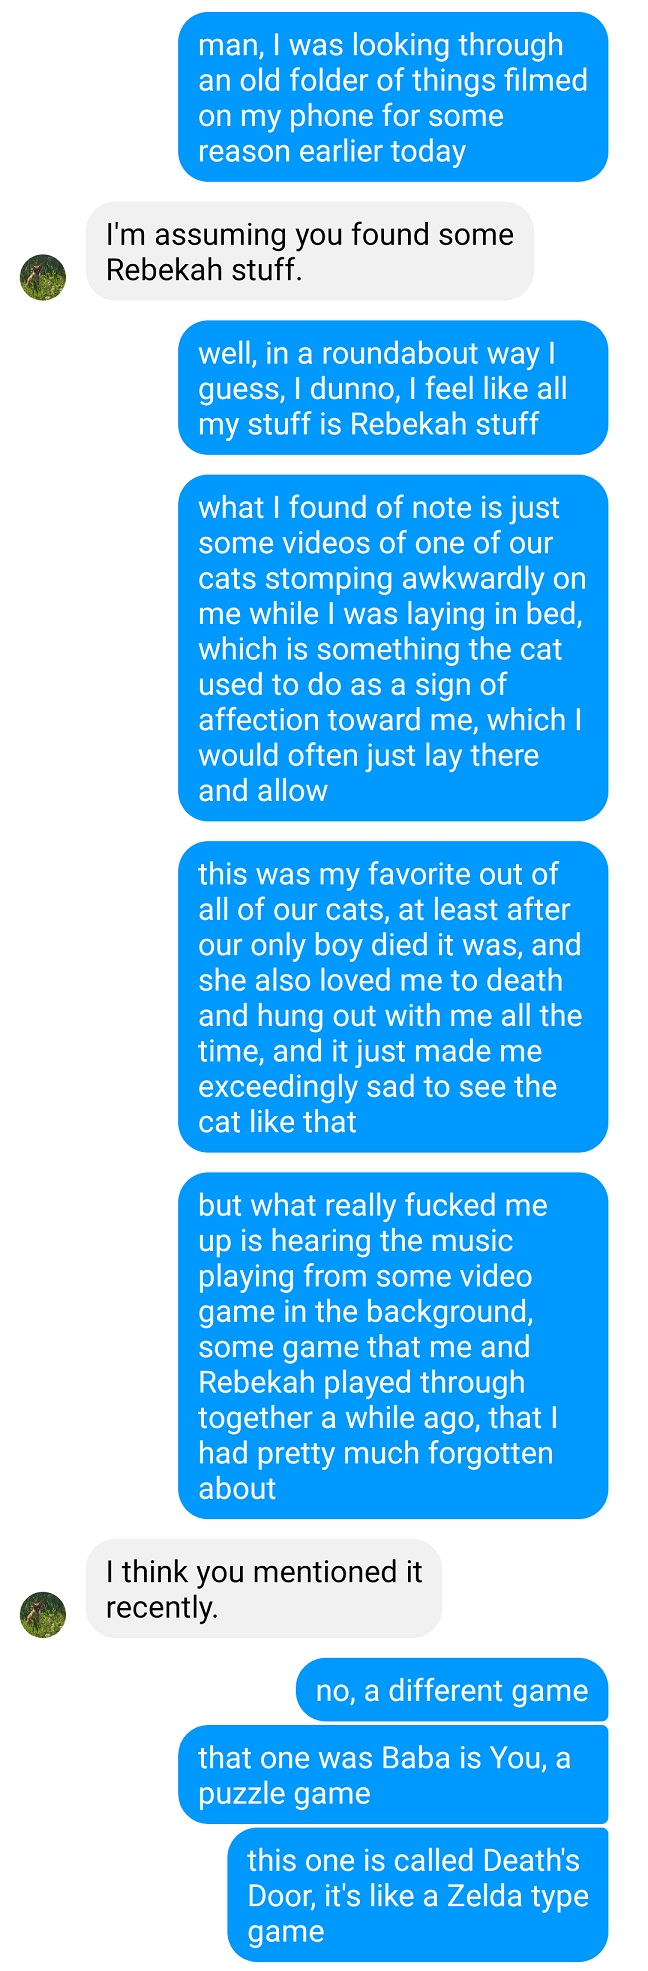 man, I was looking through
an old folder of things filmed
on my phone for some
reason earlier today
I'm assuming you found some
Rebekah stuff.
well, in a roundabout way I
guess, I dunno, I feel like all
my stuff is Rebekah stuff
what I found of note is just
some videos of one of our
cats stomping awkwardly on
me while I was laying in bed,
which is something the cat
used to do as a sign of
affection toward me, which I
would often just lay there
and allow
this was my favorite out of
all of our cats, at least after
our only boy died it was, and
she also loved me to death
and hung out with me all the
time, and it just made me
exceedingly sad to see the
cat like that
but what really fucked me
up is hearing the music
playing from some video
game in the background,
some game that me and
Rebekah played through
together a while ago, that I
had pretty much forgotten
about
I think you mentioned it
recently.
no, a different game
that one was Baba is You, a
puzzle game
this one is called Death's
Door, it's like a Zelda type
game